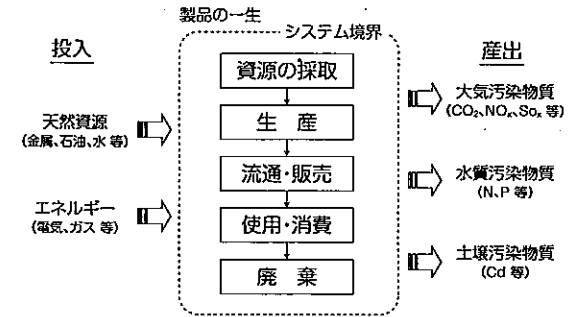 製品の一生
システム境界
投入
産出
資源の採取
生 産
流通・販売
使用・消費
廃 棄
天然資源
(金属、石油、水 等)
エネルギー
(電気、ガス 等)
大気汚染物質
(CO₂、NOₓ、Soₓ 等)
水質汚染物質
(N、P 等)
土壌汚染物質
(Cd 等)